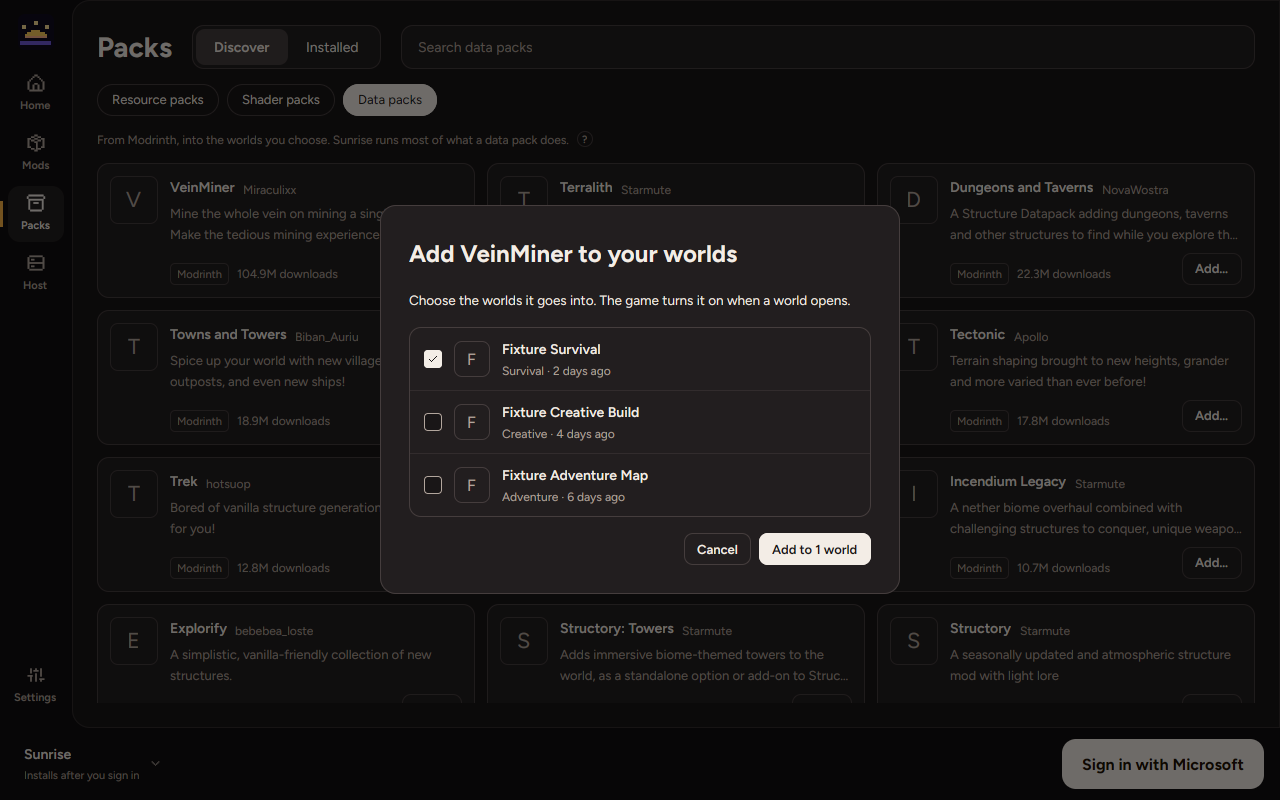 Packs
Discover
Installed
Search data packs
Home
Mods
Packs
Host
Settings
Resource packs
Shader packs
Data packs
From Modrinth, into the worlds you choose. Sunrise runs most of what a data pack does. ?
V
VeinMiner Miraculixx
Mine the whole vein on mining a sing
Make the tedious mining experience
Modrinth 104.9M downloads
T
Terralith Starmute
D
Dungeons and Taverns NovaWostra
A Structure Datapack adding dungeons, taverns
and other structures to find while you explore th...
Modrinth 22.3M downloads
Add...
T
Towns and Towers Biban_Auriu
Spice up your world with new village
outposts, and even new ships!
Modrinth 18.9M downloads
T
Tectonic Apollo
Terrain shaping brought to new heights, grander
and more varied than ever before!
Modrinth 17.8M downloads
Add...
T
Trek hotsuop
Bored of vanilla structure generation
for you!
Modrinth 12.8M downloads
I
Incendium Legacy Starmute
A nether biome overhaul combined with
challenging structures to conquer, unique weapo...
Modrinth 10.7M downloads
Add...
E
Explorify bebebea_loste
A simplistic, vanilla-friendly collection of new
structures.
S
Structory: Towers Starmute
Adds immersive biome-themed towers to the
world, as a standalone option or add-on to Struc...
S
Structory Starmute
A seasonally updated and atmospheric structure
mod with light lore
Add VeinMiner to your worlds
Choose the worlds it goes into. The game turns it on when a world opens.
F
Fixture Survival
Survival · 2 days ago
F
Fixture Creative Build
Creative · 4 days ago
F
Fixture Adventure Map
Adventure · 6 days ago
Cancel
Add to 1 world
Sunrise
Installs after you sign in
Sign in with Microsoft